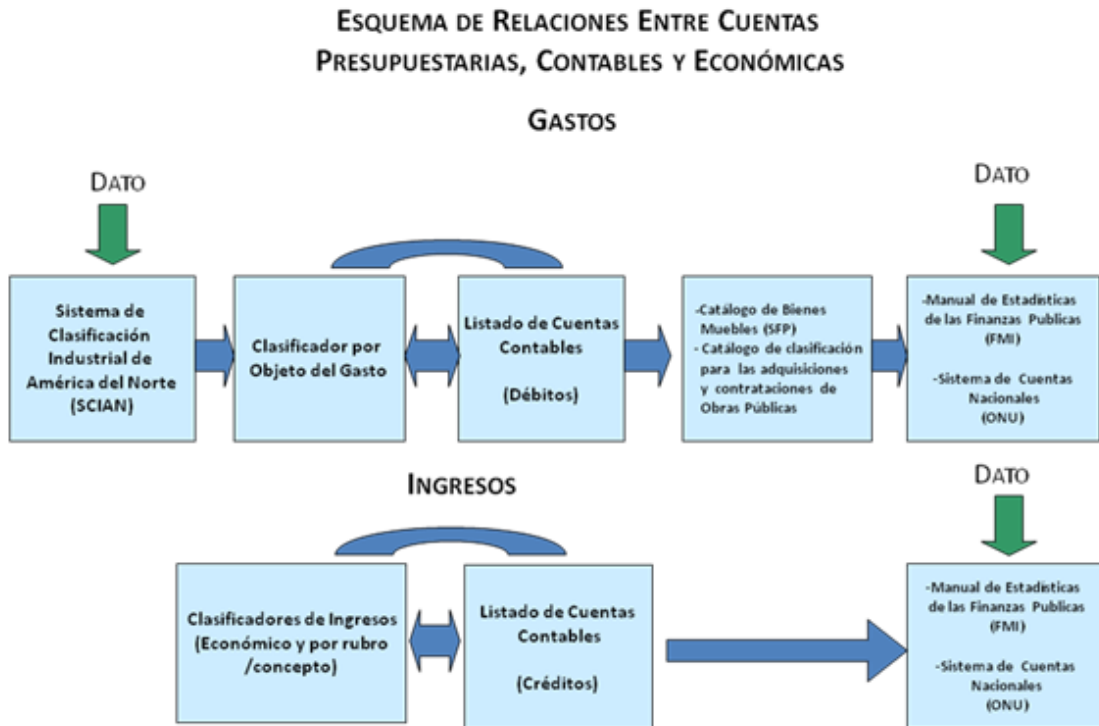 ESQUEMA DE RELACIONES ENTRE CUENTAS
PRESUPUESTARIAS, CONTABLES Y ECONÓMICAS
GASTOS
DATO
DATO
Sistema de
Clasificación
Industrial de
América del Norte
(SCIAN)
Clasificador por
Objeto del Gasto
Listado de Cuentas
Contables
(Débitos)
-Catálogo de Bienes
Muebles (SFP)
- Catálogo de clasificación
para las adquisiciones
y contrataciones de
Obras Públicas
-Manual de Estadísticas
de las Finanzas Publicas
(FMI)
-Sistema de Cuentas
Nacionales
(ONU)
INGRESOS
DATO
Clasificadores de Ingresos
(Económico y por rubro
/concepto)
Listado de Cuentas
Contables
(Créditos)
-Manual de Estadísticas
de las Finanzas Publicas
(FMI)
-Sistema de Cuentas
Nacionales
(ONU)